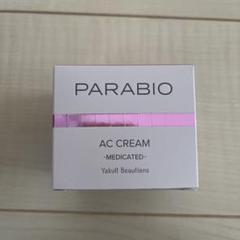 PARABIO
AC CREAM
-MEDICATED-
Yakult Beautiens